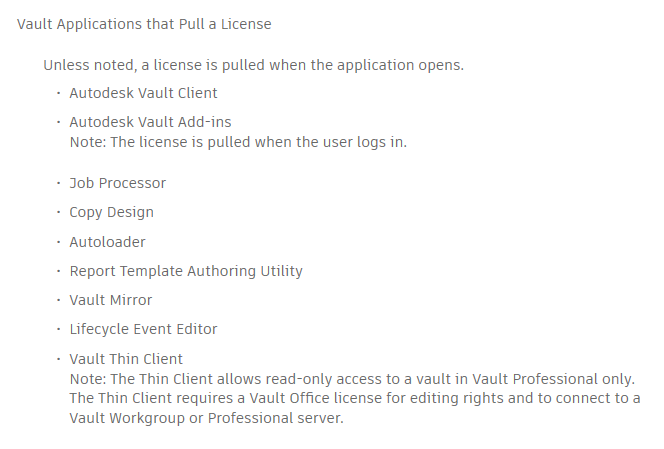 Vault Applications that Pull a License
Unless noted, a license is pulled when the application opens.
· Autodesk Vault Client
· Autodesk Vault Add-ins
Note: The license is pulled when the user logs in.
· Job Processor
· Copy Design
· Autoloader
· Report Template Authoring Utility
· Vault Mirror
· Lifecycle Event Editor
· Vault Thin Client
Note: The Thin Client allows read-only access to a vault in Vault Professional only.
The Thin Client requires a Vault Office license for editing rights and to connect to a
Vault Workgroup or Professional server.